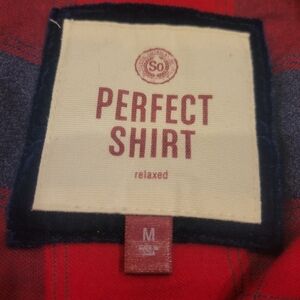 So
PERFECT
SHIRT
relaxed
M